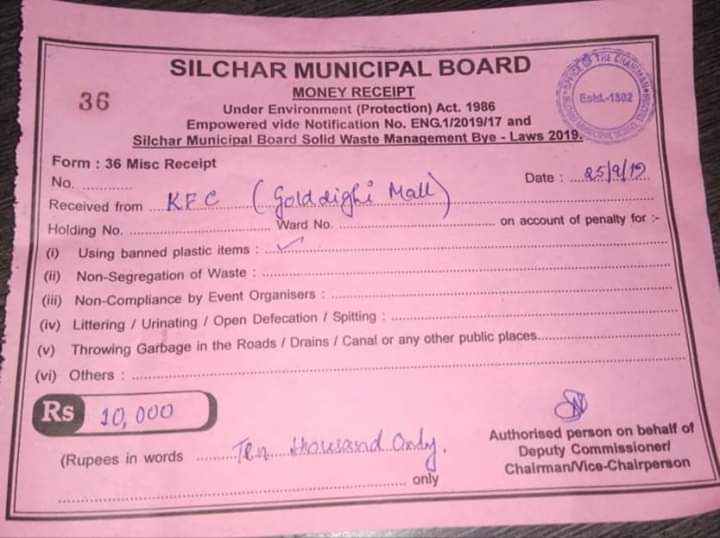 SILCHAR MUNICIPAL BOARD
36
MONEY RECEIPT
Under Environment (Protection) Act. 1986
Empowered vide Notification No. ENG.1/2019/17 and
Silchar Municipal Board Solid Waste Management Bye - Laws 2019.
OFFICE OF THE CHAIRMAN
Estd.-1882
Form : 36 Misc Receipt
No. ............
Date : ...25/9/19...
Received from ... KFC (Golddighi Mall)
Holding No. .................... Ward No. .................... on account of penalty for :-
(i) Using banned plastic items : ...✓...
(ii) Non-Segregation of Waste : ....................
(iii) Non-Compliance by Event Organisers : ....................
(iv) Littering / Urinating / Open Defecation / Spitting : ....................
(v) Throwing Garbage in the Roads / Drains / Canal or any other public places....................
(vi) Others : ....................
Rs 10,000
(Rupees in words ......... Ten thousand Only.
.................... only
Authorised person on behalf of
Deputy Commissioner/
Chairman/Vice-Chairperson